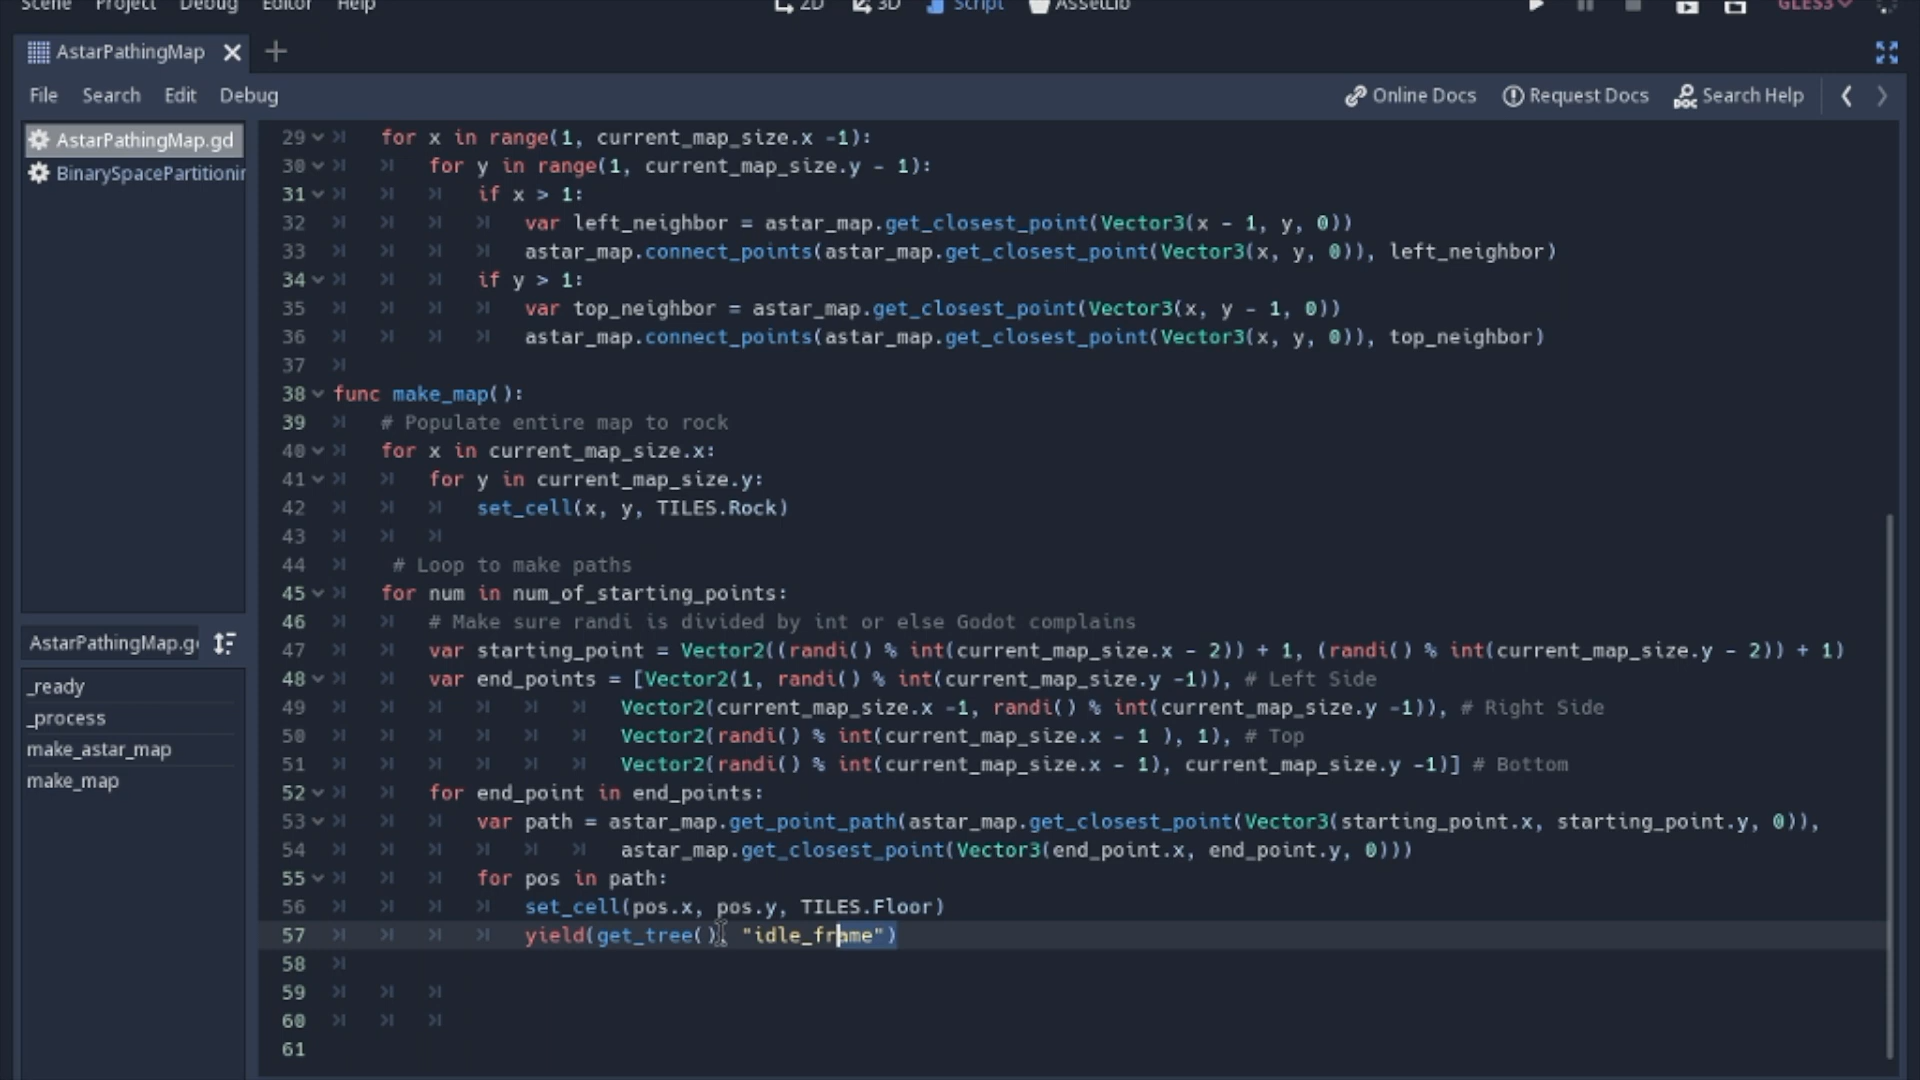 Scene Project Debug Editor Help 2D 3D Script AssetLib GLES3
AstarPathingMap
File Search Edit Debug Online Docs Request Docs Search Help
AstarPathingMap.gd
BinarySpacePartitionin
AstarPathingMap.g
_ready
_process
make_astar_map
make_map
29 for x in range(1, current_map_size.x -1):
30 for y in range(1, current_map_size.y - 1):
31 if x > 1:
32 var left_neighbor = astar_map.get_closest_point(Vector3(x - 1, y, 0))
33 astar_map.connect_points(astar_map.get_closest_point(Vector3(x, y, 0)), left_neighbor)
34 if y > 1:
35 var top_neighbor = astar_map.get_closest_point(Vector3(x, y - 1, 0))
36 astar_map.connect_points(astar_map.get_closest_point(Vector3(x, y, 0)), top_neighbor)
37
38 func make_map():
39 # Populate entire map to rock
40 for x in current_map_size.x:
41 for y in current_map_size.y:
42 set_cell(x, y, TILES.Rock)
43
44 # Loop to make paths
45 for num in num_of_starting_points:
46 # Make sure randi is divided by int or else Godot complains
47 var starting_point = Vector2((randi() % int(current_map_size.x - 2)) + 1, (randi() % int(current_map_size.y - 2)) + 1)
48 var end_points = [Vector2(1, randi() % int(current_map_size.y -1)), # Left Side
49 Vector2(current_map_size.x -1, randi() % int(current_map_size.y -1)), # Right Side
50 Vector2(randi() % int(current_map_size.x - 1 ), 1), # Top
51 Vector2(randi() % int(current_map_size.x - 1), current_map_size.y -1)] # Bottom
52 for end_point in end_points:
53 var path = astar_map.get_point_path(astar_map.get_closest_point(Vector3(starting_point.x, starting_point.y, 0)),
54 astar_map.get_closest_point(Vector3(end_point.x, end_point.y, 0)))
55 for pos in path:
56 set_cell(pos.x, pos.y, TILES.Floor)
57 yield(get_tree(), "idle_frame")
58
59
60
61